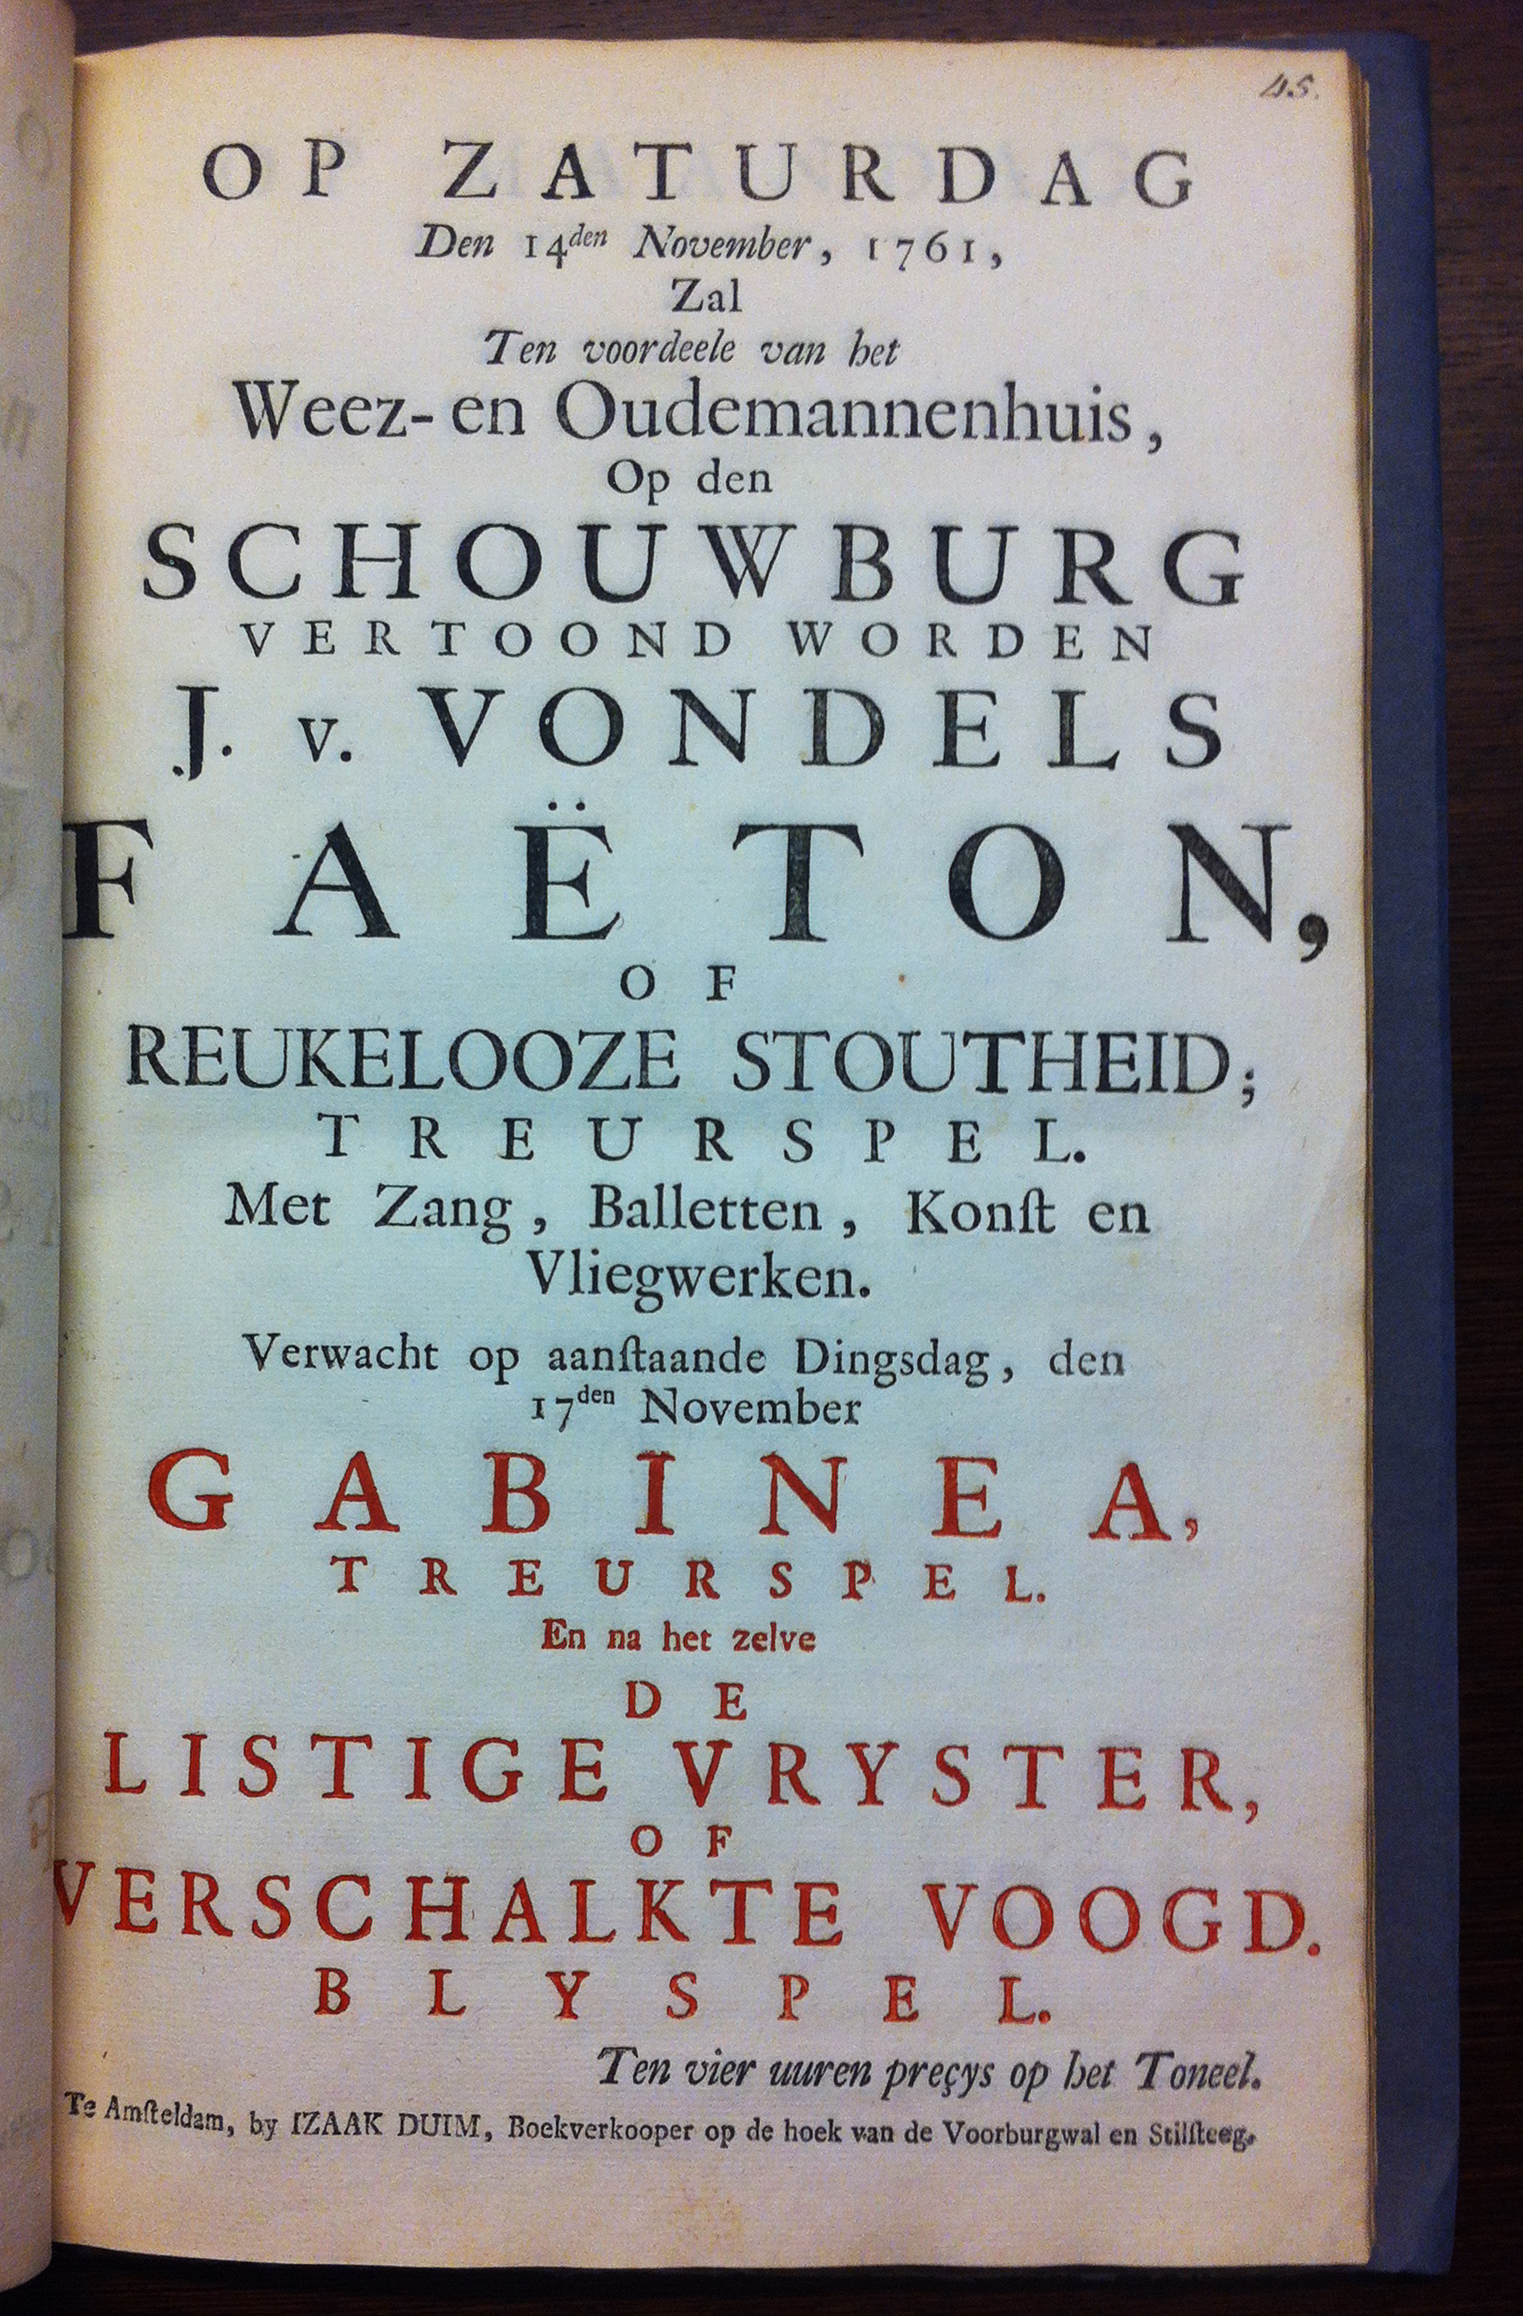 45.
OP ZATURDAG
Den 14den November, 1761,
Zal
Ten voordeele van het
Weez- en Oudemannenhuis,
Op den
SCHOUWBURG
VERTOOND WORDEN
J. v. VONDELS
FAËTON,
OF
REUKELOOZE STOUTHEID;
TREURSPEL.
Met Zang, Balletten, Konſt en
Vliegwerken.
Verwacht op aanſtaande Dingsdag, den
17den November
GABINEA,
TREURSPEL.
En na het zelve
DE
LISTIGE VRYSTER,
OF
VERSCHALKTE VOOGD.
BLYSPEL.
Ten vier uuren preçys op het Toneel.
Te Amſteldam, by IZAAK DUIM, Boekverkooper op de hoek van de Voorburgwal en Stilſteeg.